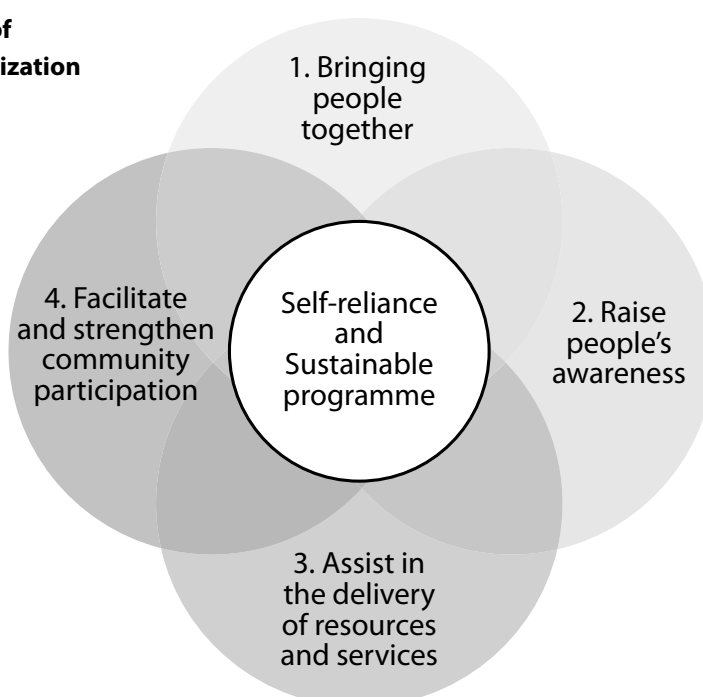 of
ization
1. Bringing
people
together
4. Facilitate
and strengthen
community
participation
Self-reliance
and
Sustainable
programme
2. Raise
people’s
awareness
3. Assist in
the delivery
of resources
and services